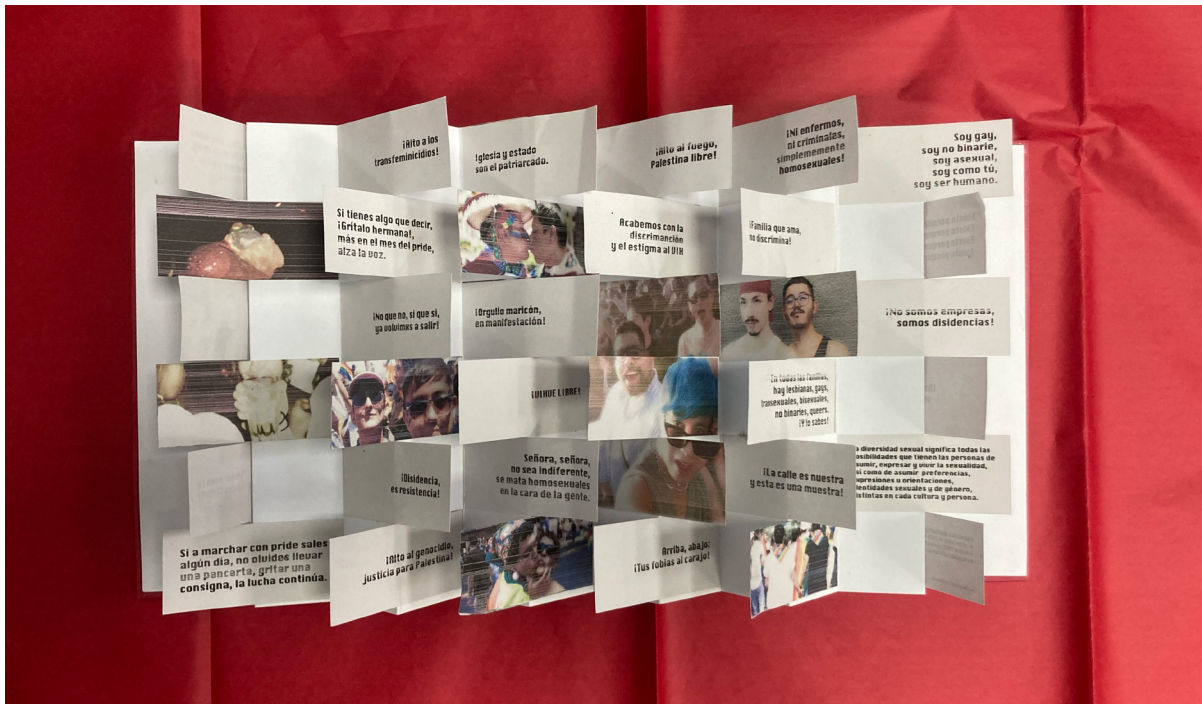 ¡Alto a los
transfeminicidios!
Iglesia y estado
son el patriarcado.
¡Alto al fuego,
Palestina libre!
¡Ni enfermos,
ni criminales,
simplemente
homosexuales!
Soy gay,
soy no binarie,
soy asexual,
soy como tú,
soy ser humano.
Si tienes algo que decir,
¡Grítalo hermana!,
más en el mes del pride,
alza la voz.
Acabemos con la
discriminación
y el estigma al VIH
¡Familia que ama,
no discrimina!
¡No que no, sí que sí,
ya volvimxs a salir!
¡Orgullo maricón,
en manifestación!
¡No somos empresas,
somos disidencias!
LIBRE!
En todas las familias,
hay lesbianas, gays,
transexuales, bisexuales,
no binaries, queers.
¡Y lo sabes!
¡Disidencia,
es resistencia!
Señora, señora,
no sea indiferente,
se mata homosexuales
en la cara de la gente.
¡La calle es nuestra
y esta es una muestra!
a diversidad sexual significa todas las
osibilidades que tienen las personas de
sumir, expresar y vivir la sexualidad,
sí como de asumir preferencias,
xpresiones u orientaciones,
dentidades sexuales y de género,
istintas en cada cultura y persona.
Si a marchar con pride sales
algún día, no olvides llevar
una pancarta, gritar una
consigna, la lucha continúa.
¡Alto al genocidio,
justicia para Palestina!
Arriba, abajo:
¡Tus fobias al carajo!